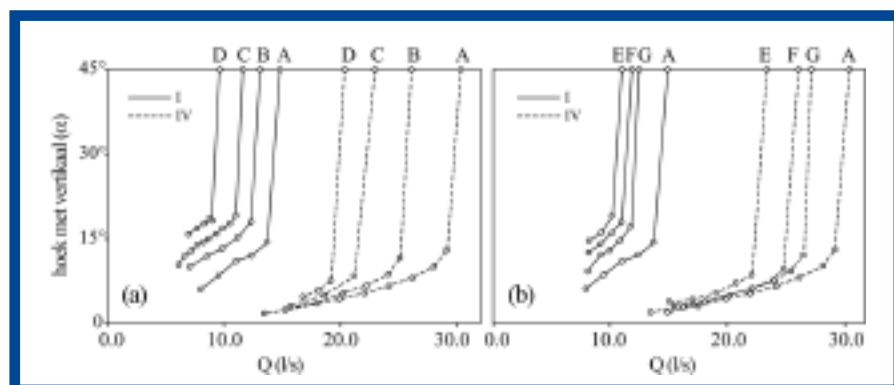 D C B A D C B A
E F G A E F G A
45°
30°
15°
0
hoek met vertikaal (α)
I
IV
I
IV
(a)
(b)
0.0 10.0 20.0 30.0
0.0 10.0 20.0 30.0
Q (l/s)
Q (l/s)